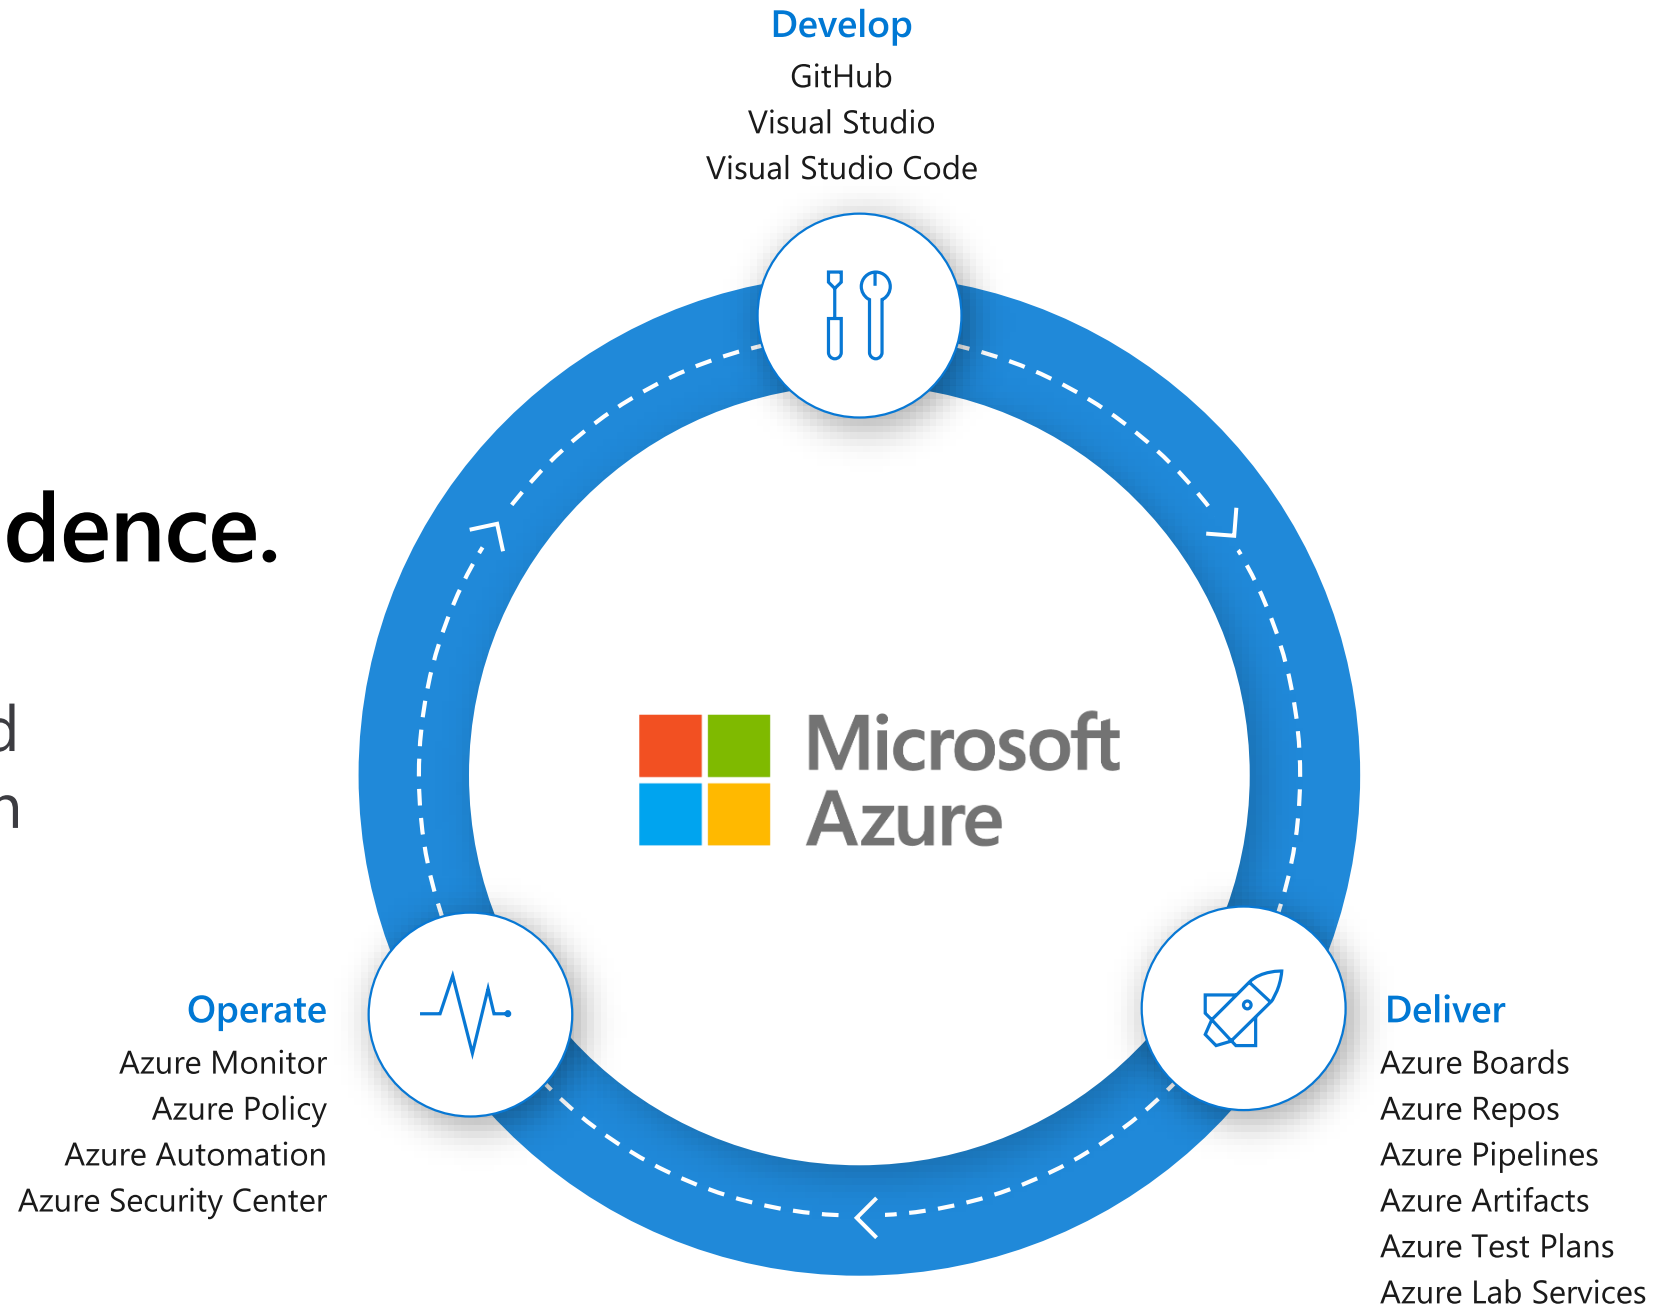 Develop
GitHub
Visual Studio
Visual Studio Code
dence.
d
n
Microsoft
Azure
Operate
Azure Monitor
Azure Policy
Azure Automation
Azure Security Center
Deliver
Azure Boards
Azure Repos
Azure Pipelines
Azure Artifacts
Azure Test Plans
Azure Lab Services